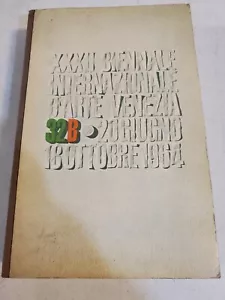 XXXII BIENNALE
INTERNAZIONALE
D'ARTE VENEZIA
32B • 20 GIUGNO
18 OTTOBRE 1964